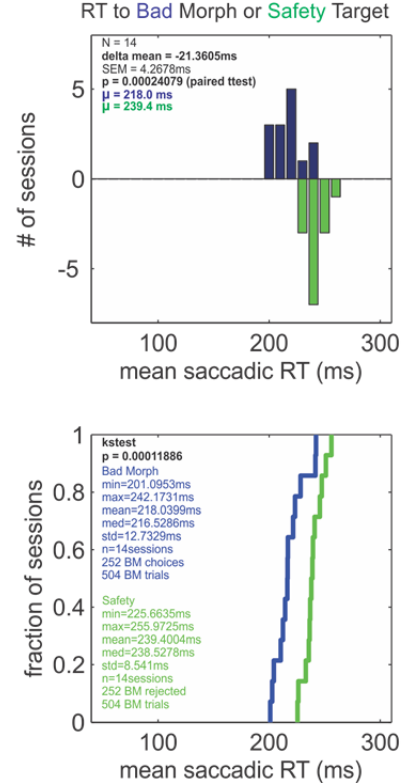 RT to Bad Morph or Safety Target
N = 14
delta mean = -21.3605ms
SEM = 4.2678ms
p = 0.00024079 (paired ttest)
μ = 218.0 ms
μ = 239.4 ms
# of sessions
5
0
-5
100 200 300
mean saccadic RT (ms)
fraction of sessions
1
0.8
0.6
0.4
0.2
0
kstest
p = 0.00011886
Bad Morph
min=201.0953ms
max=242.1731ms
mean=218.0399ms
med=216.5286ms
std=12.7329ms
n=14sessions
252 BM choices
504 BM trials
Safety
min=225.6635ms
max=255.9725ms
mean=239.4004ms
med=238.5278ms
std=8.541ms
n=14sessions
252 BM rejected
504 BM trials
100 200 300
mean saccadic RT (ms)